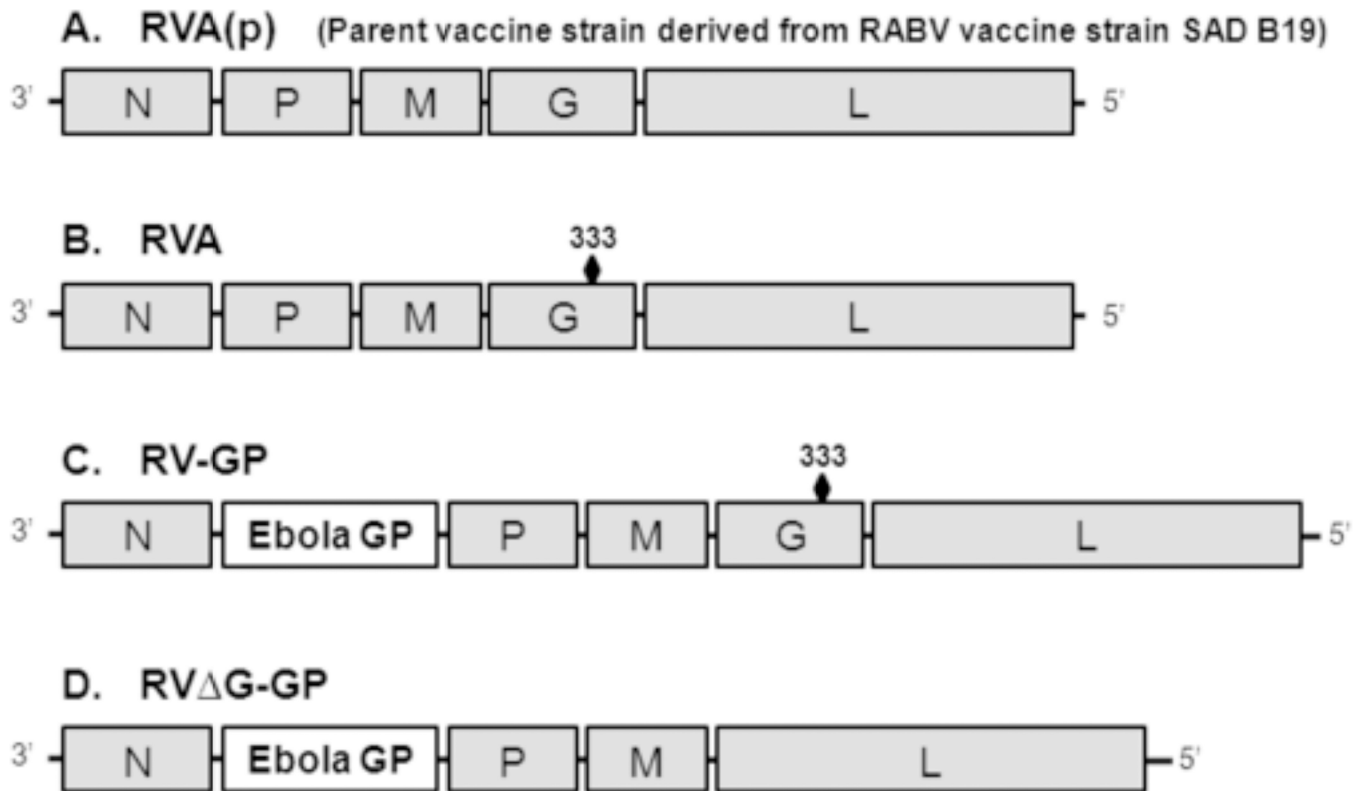 A. RVA(p) (Parent vaccine strain derived from RABV vaccine strain SAD B19)
3' N P M G L 5'
B. RVA
333
3' N P M G L 5'
C. RV-GP
333
3' N Ebola GP P M G L 5'
D. RVΔG-GP
3' N Ebola GP P M L 5'